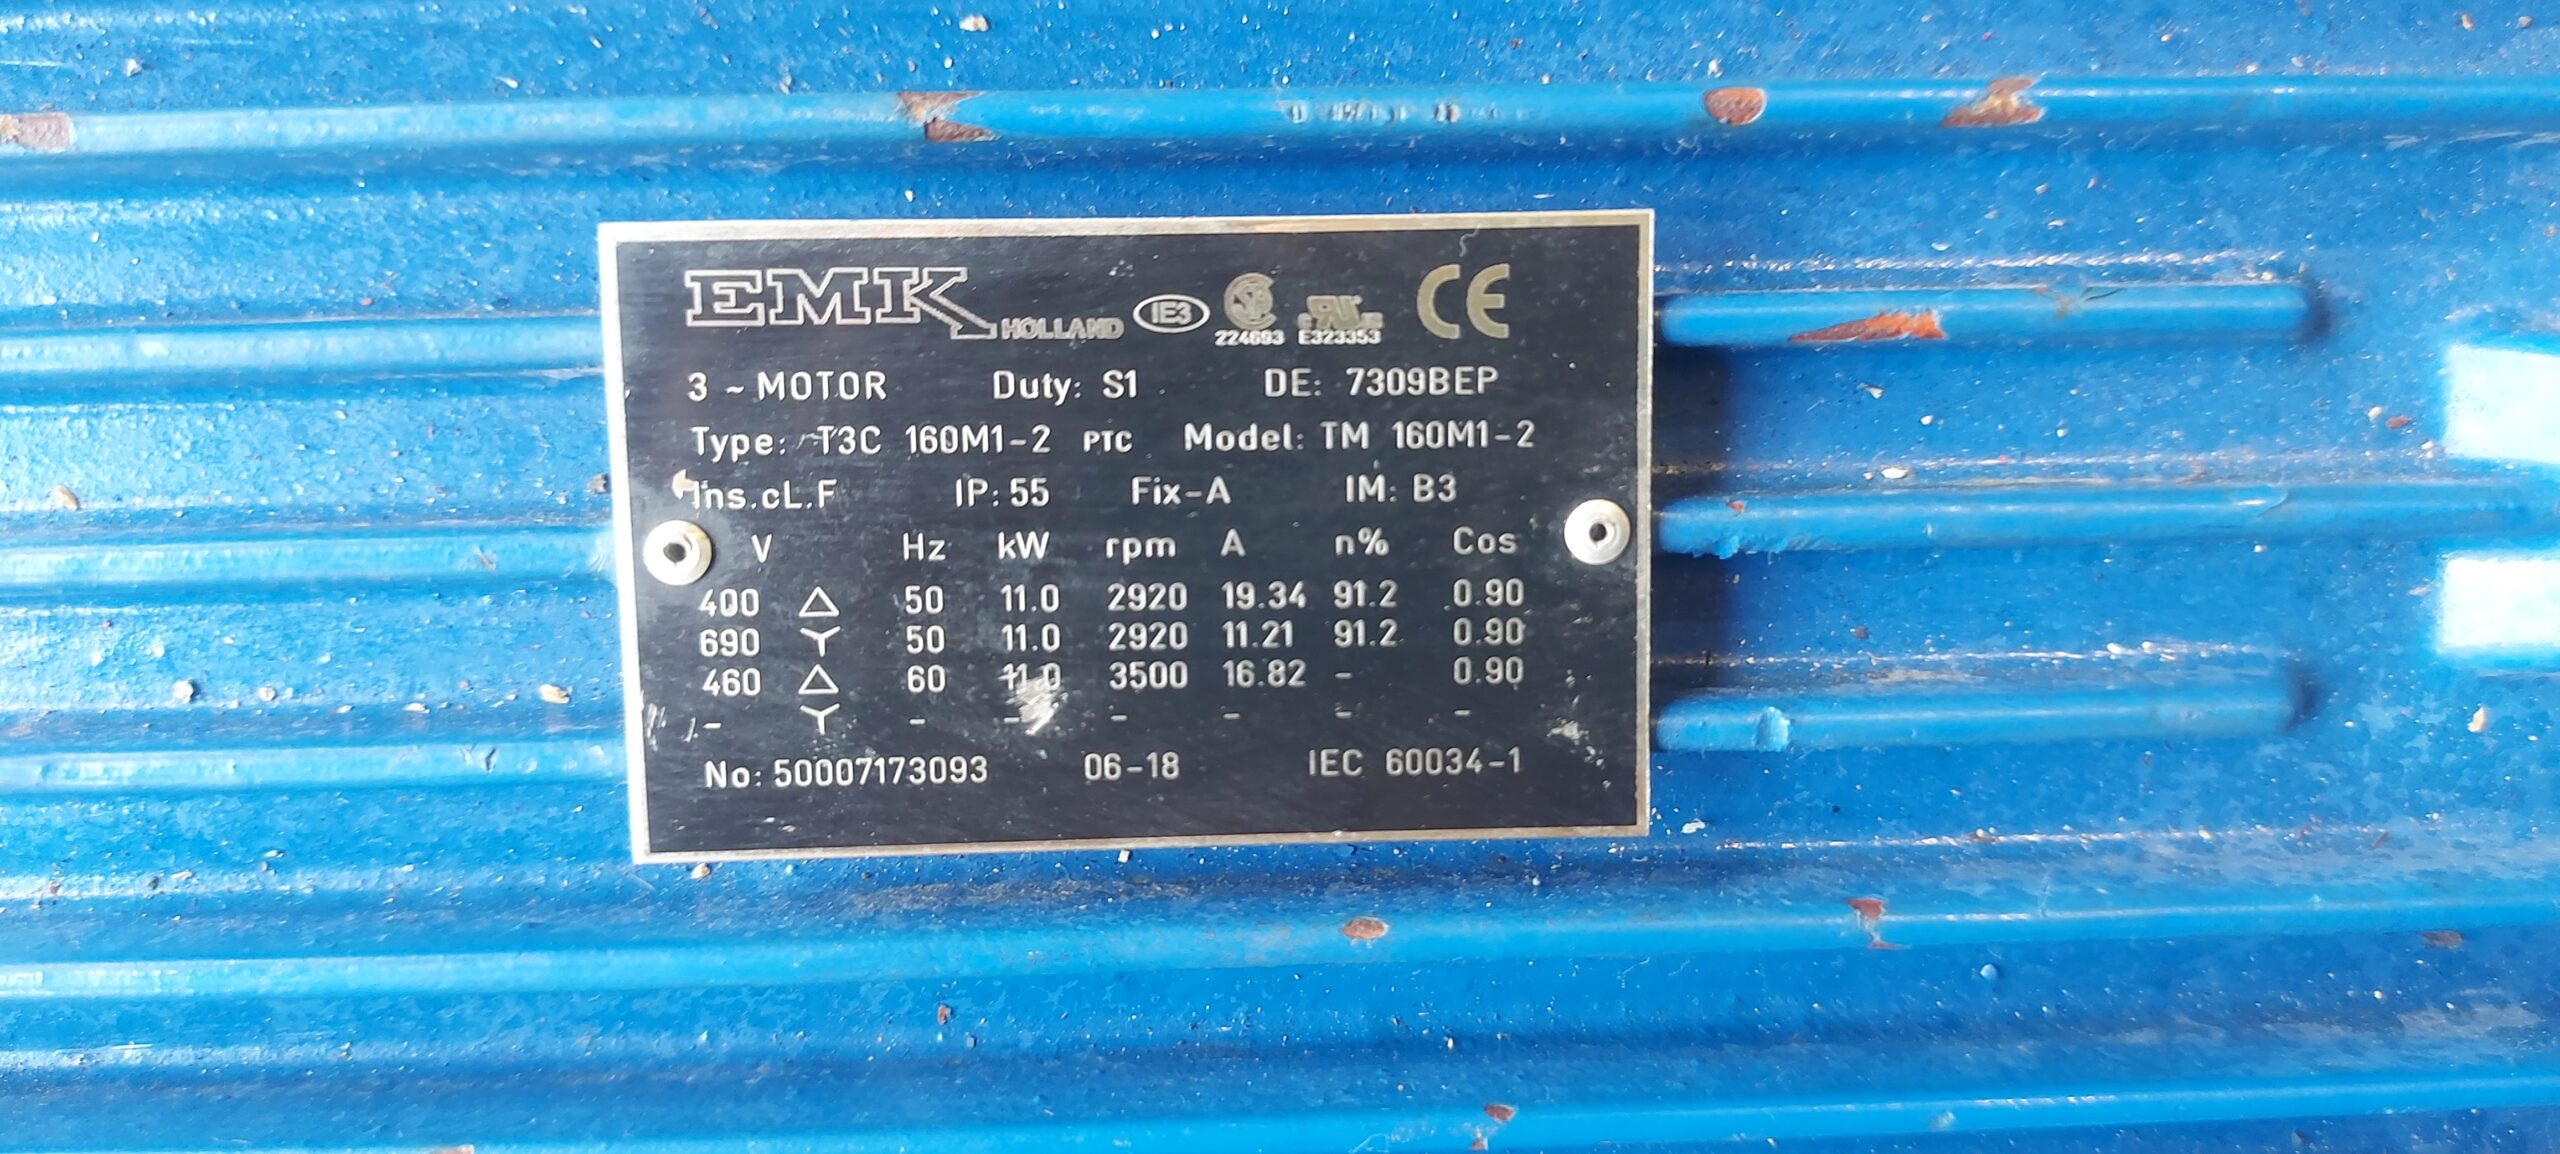 EMK HOLLAND IE3 224693 E323353 CE
3 ~ MOTOR Duty: S1 DE: 7309BEP
Type: T3C 160M1-2 PTC Model: TM 160M1-2
Ins.cL.F IP: 55 Fix-A IM: B3
V Hz kW rpm A n% Cos
400 △ 50 11.0 2920 19.34 91.2 0.90
690 Y 50 11.0 2920 11.21 91.2 0.90
460 △ 60 11.0 3500 16.82 - 0.90
- Y - - - - - -
No: 50007173093 06-18 IEC 60034-1